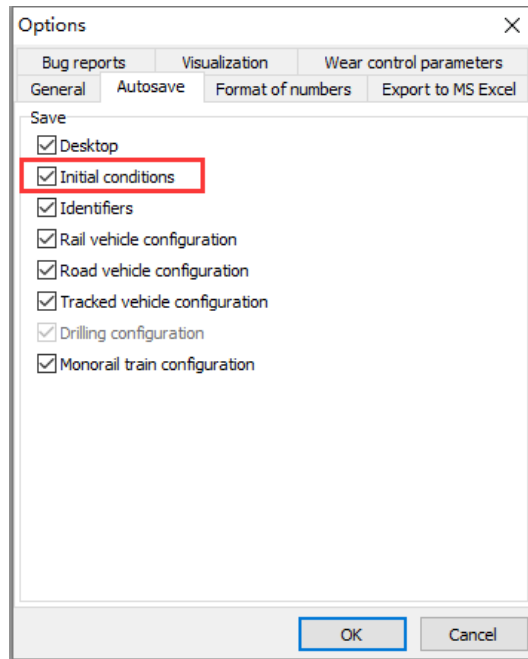 Options
Bug reports Visualization Wear control parameters
General Autosave Format of numbers Export to MS Excel
Save
Desktop
Initial conditions
Identifiers
Rail vehicle configuration
Road vehicle configuration
Tracked vehicle configuration
Drilling configuration
Monorail train configuration
OK Cancel